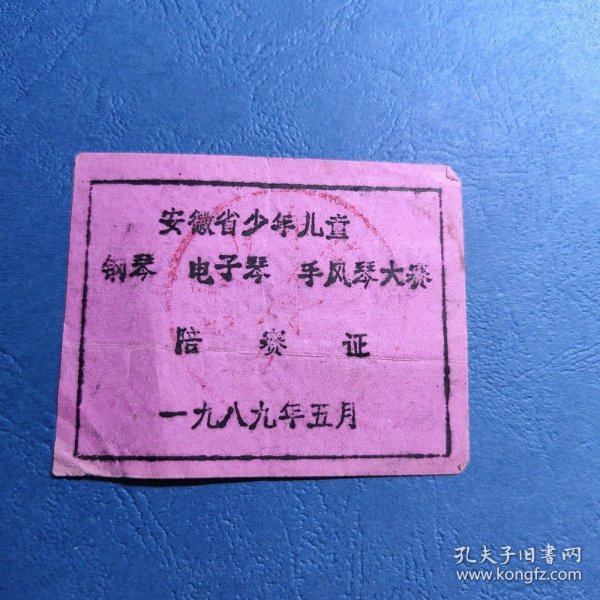 安徽省少年儿童
钢琴 电子琴 手风琴大赛
陪赛证
一九八九年五月
孔夫子旧書网
www.kongfz.com